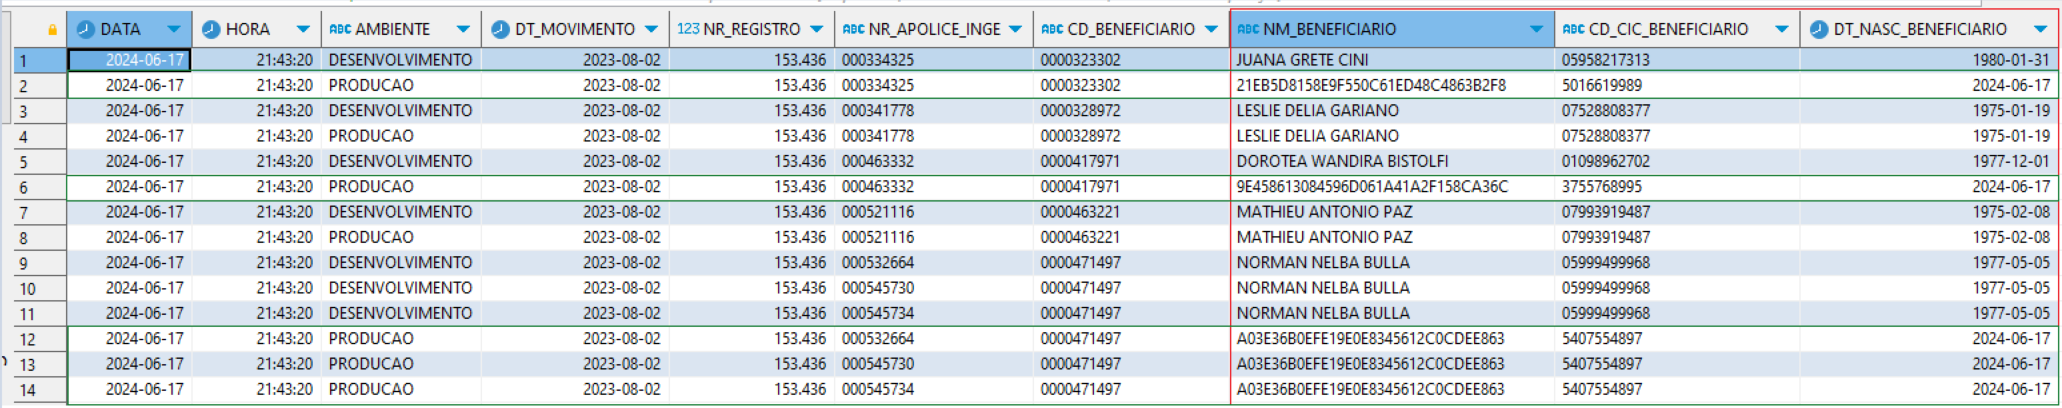 DATA HORA ABC AMBIENTE DT_MOVIMENTO 123 NR_REGISTRO ABC NR_APOLICE_INGE ABC CD_BENEFICIARIO ABC NM_BENEFICIARIO ABC CD_CIC_BENEFICIARIO DT_NASC_BENEFICIARIO
1 2024-06-17 21:43:20 DESENVOLVIMENTO 2023-08-02 153.436 000334325 0000323302 JUANA GRETE CINI 05958217313 1980-01-31
2 2024-06-17 21:43:20 PRODUCAO 2023-08-02 153.436 000334325 0000323302 21EB5D8158E9F550C61ED48C4863B2F8 5016619989 2024-06-17
3 2024-06-17 21:43:20 DESENVOLVIMENTO 2023-08-02 153.436 000341778 0000328972 LESLIE DELIA GARIANO 07528808377 1975-01-19
4 2024-06-17 21:43:20 PRODUCAO 2023-08-02 153.436 000341778 0000328972 LESLIE DELIA GARIANO 07528808377 1975-01-19
5 2024-06-17 21:43:20 DESENVOLVIMENTO 2023-08-02 153.436 000463332 0000417971 DOROTEA WANDIRA BISTOLFI 01098962702 1977-12-01
6 2024-06-17 21:43:20 PRODUCAO 2023-08-02 153.436 000463332 0000417971 9E458613084596D061A41A2F158CA36C 3755768995 2024-06-17
7 2024-06-17 21:43:20 DESENVOLVIMENTO 2023-08-02 153.436 000521116 0000463221 MATHIEU ANTONIO PAZ 07993919487 1975-02-08
8 2024-06-17 21:43:20 PRODUCAO 2023-08-02 153.436 000521116 0000463221 MATHIEU ANTONIO PAZ 07993919487 1975-02-08
9 2024-06-17 21:43:20 DESENVOLVIMENTO 2023-08-02 153.436 000532664 0000471497 NORMAN NELBA BULLA 05999499968 1977-05-05
10 2024-06-17 21:43:20 DESENVOLVIMENTO 2023-08-02 153.436 000545730 0000471497 NORMAN NELBA BULLA 05999499968 1977-05-05
11 2024-06-17 21:43:20 DESENVOLVIMENTO 2023-08-02 153.436 000545734 0000471497 NORMAN NELBA BULLA 05999499968 1977-05-05
12 2024-06-17 21:43:20 PRODUCAO 2023-08-02 153.436 000532664 0000471497 A03E36B0EFE19E0E8345612C0CDEE863 5407554897 2024-06-17
13 2024-06-17 21:43:20 PRODUCAO 2023-08-02 153.436 000545730 0000471497 A03E36B0EFE19E0E8345612C0CDEE863 5407554897 2024-06-17
14 2024-06-17 21:43:20 PRODUCAO 2023-08-02 153.436 000545734 0000471497 A03E36B0EFE19E0E8345612C0CDEE863 5407554897 2024-06-17